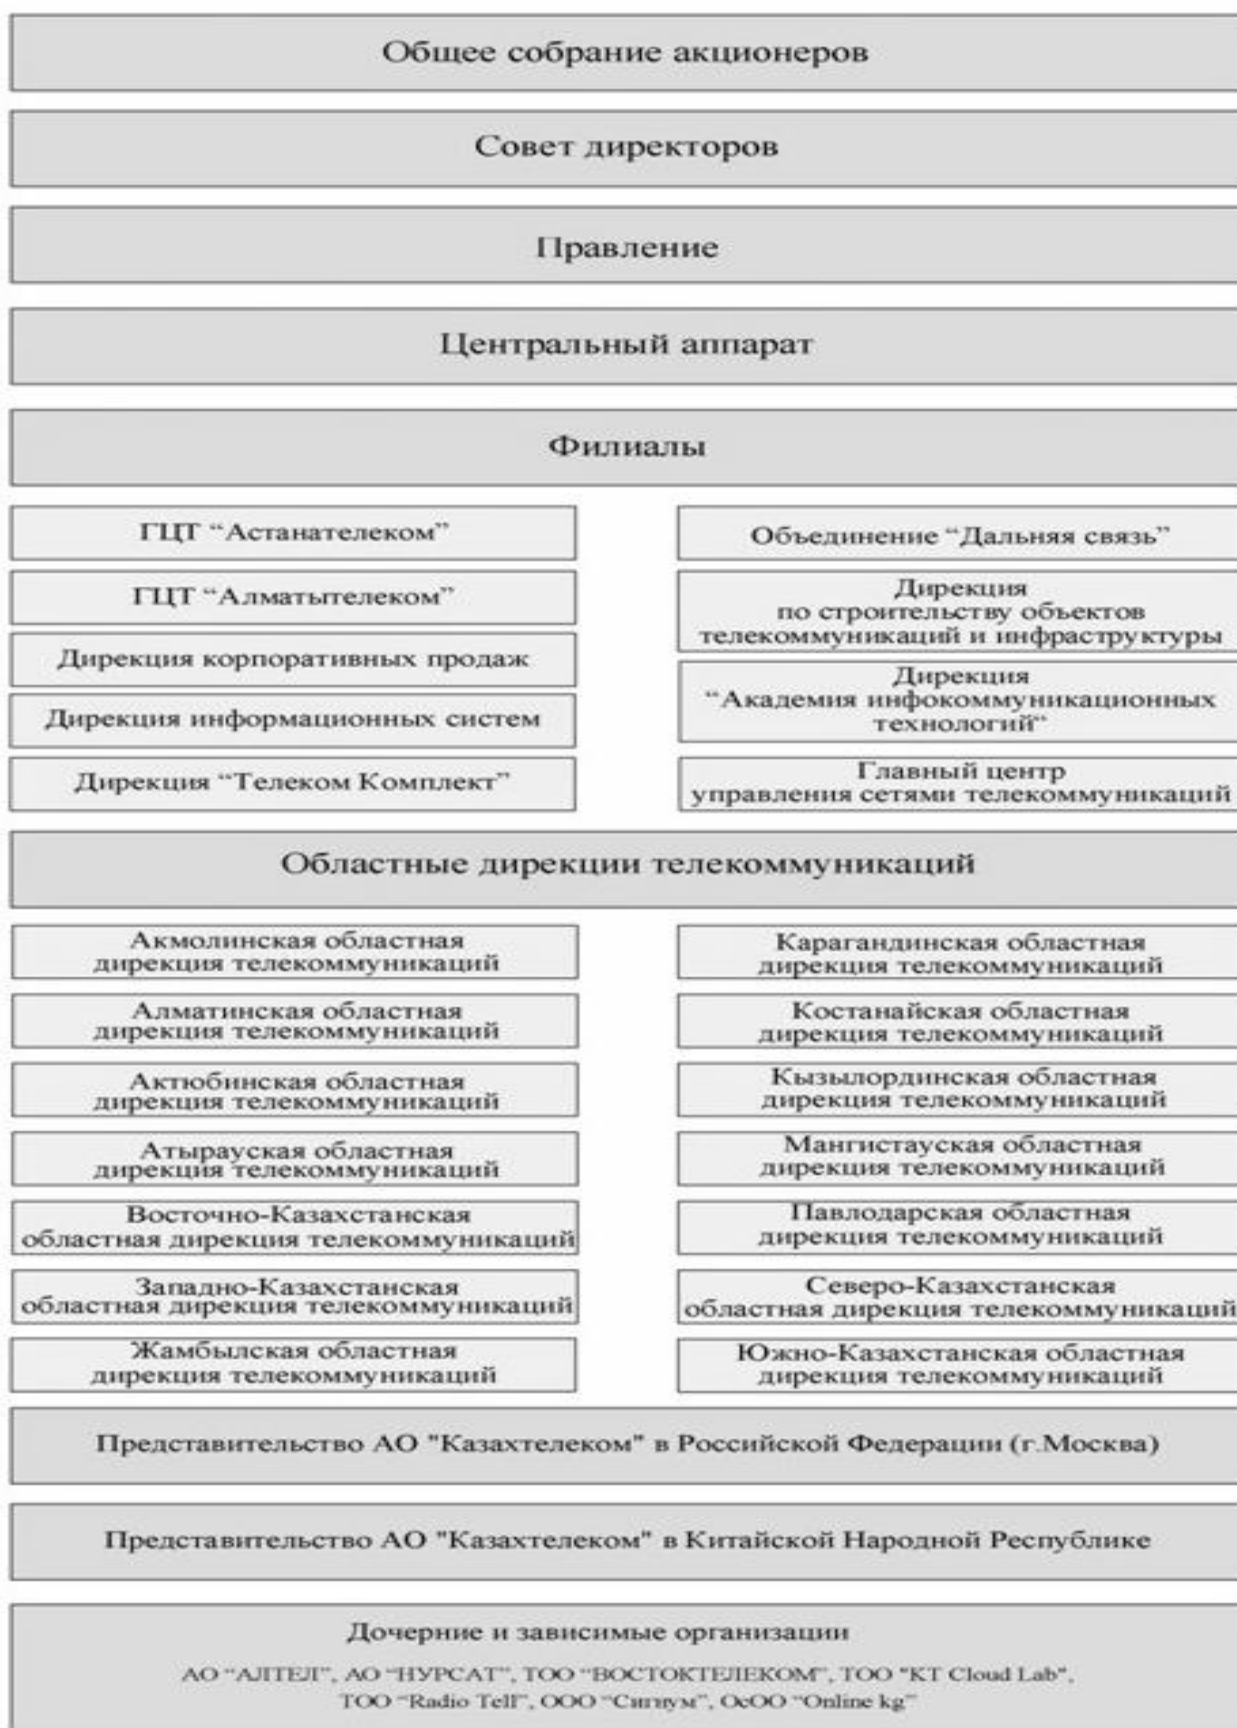 Общее собрание акционеров
Совет директоров
Правление
Центральный аппарат
Филиалы
ГЦТ “Астанателеком”
ГЦТ “Алматытелеком”
Дирекция корпоративных продаж
Дирекция информационных систем
Дирекция “Телеком Комплект”
Объединение “Дальняя связь”
Дирекция
по строительству объектов
телекоммуникаций и инфраструктуры
Дирекция
“Академия инфокоммуникационных
технологий“
Главный центр
управления сетями телекоммуникаций
Областные дирекции телекоммуникаций
Акмолинская областная
дирекция телекоммуникаций
Алматинская областная
дирекция телекоммуникаций
Актюбинская областная
дирекция телекоммуникаций
Атырауская областная
дирекция телекоммуникаций
Восточно-Казахстанская
областная дирекция телекоммуникаций
Западно-Казахстанская
областная дирекция телекоммуникаций
Жамбылская областная
дирекция телекоммуникаций
Карагандинская областная
дирекция телекоммуникаций
Костанайская областная
дирекция телекоммуникаций
Кызылординская областная
дирекция телекоммуникаций
Мангистауская областная
дирекция телекоммуникаций
Павлодарская областная
дирекция телекоммуникаций
Северо-Казахстанская
областная дирекция телекоммуникаций
Южно-Казахстанская областная
дирекция телекоммуникаций
Представительство АО "Казахтелеком" в Российской Федерации (г.Москва)
Представительство АО "Казахтелеком" в Китайской Народной Республике
Дочерние и зависимые организации
АО “АЛТЕЛ”, АО “НУРСАТ”, ТОО “ВОСТОКТЕЛЕКОМ”, ТОО "KT Cloud Lab",
ТОО “Radio Tell”, ООО “Сигнум”, ОсОО “Online kg”